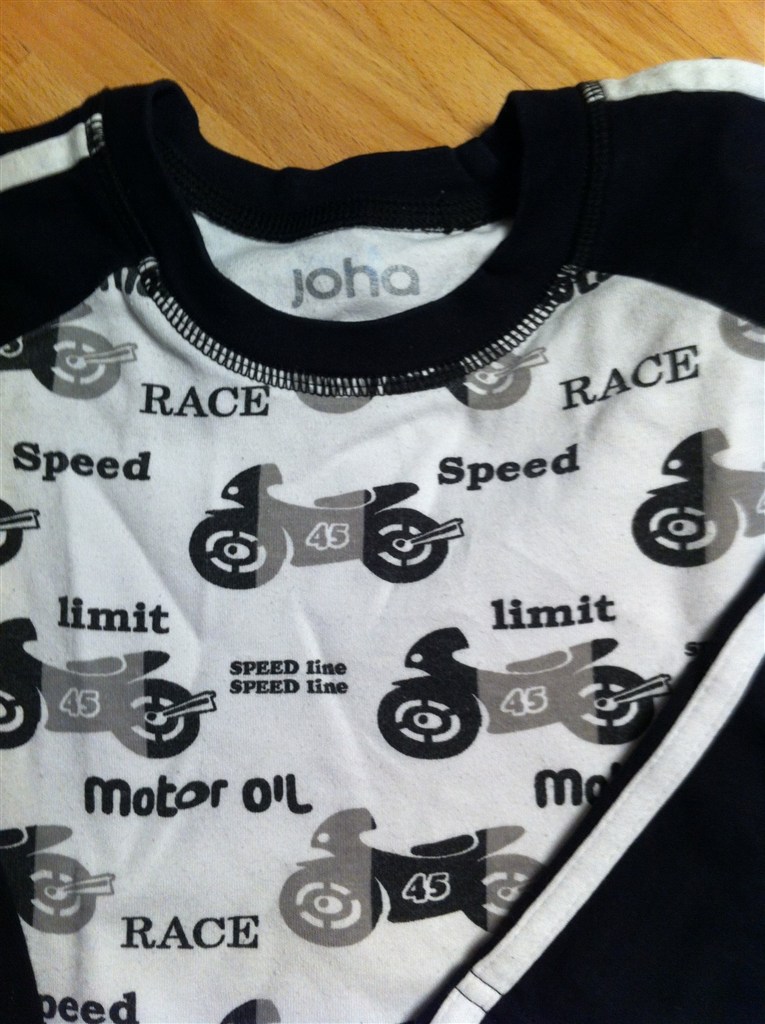 joha
RACE
RACE
Speed
Speed
45
limit
limit
SPEED line
SPEED line
45
45
motor oil
45
RACE